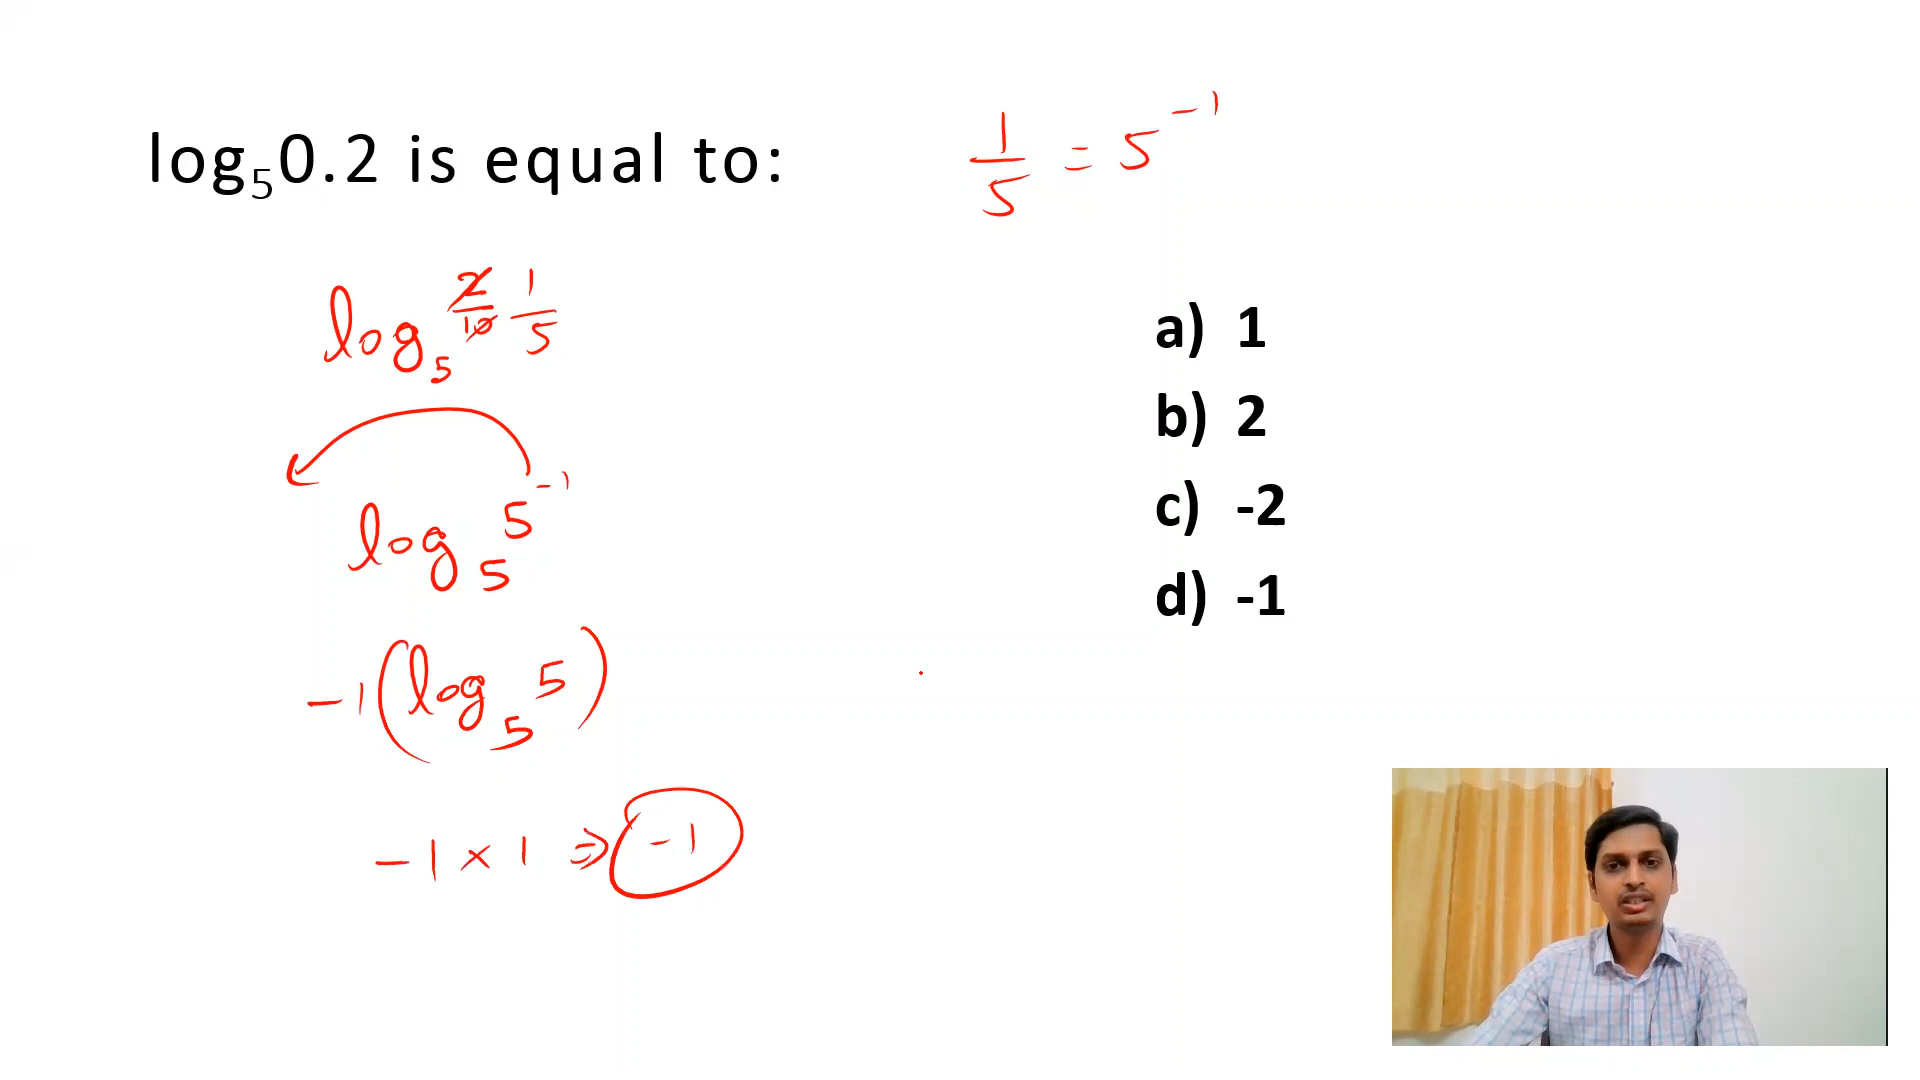 log₅0.2 is equal to:
1/5 = 5⁻¹
log₅ 2/10 1/5
log₅ 5⁻¹
-1(log₅ 5)
-1 × 1 ⇒ -1
a) 1
b) 2
c) -2
d) -1